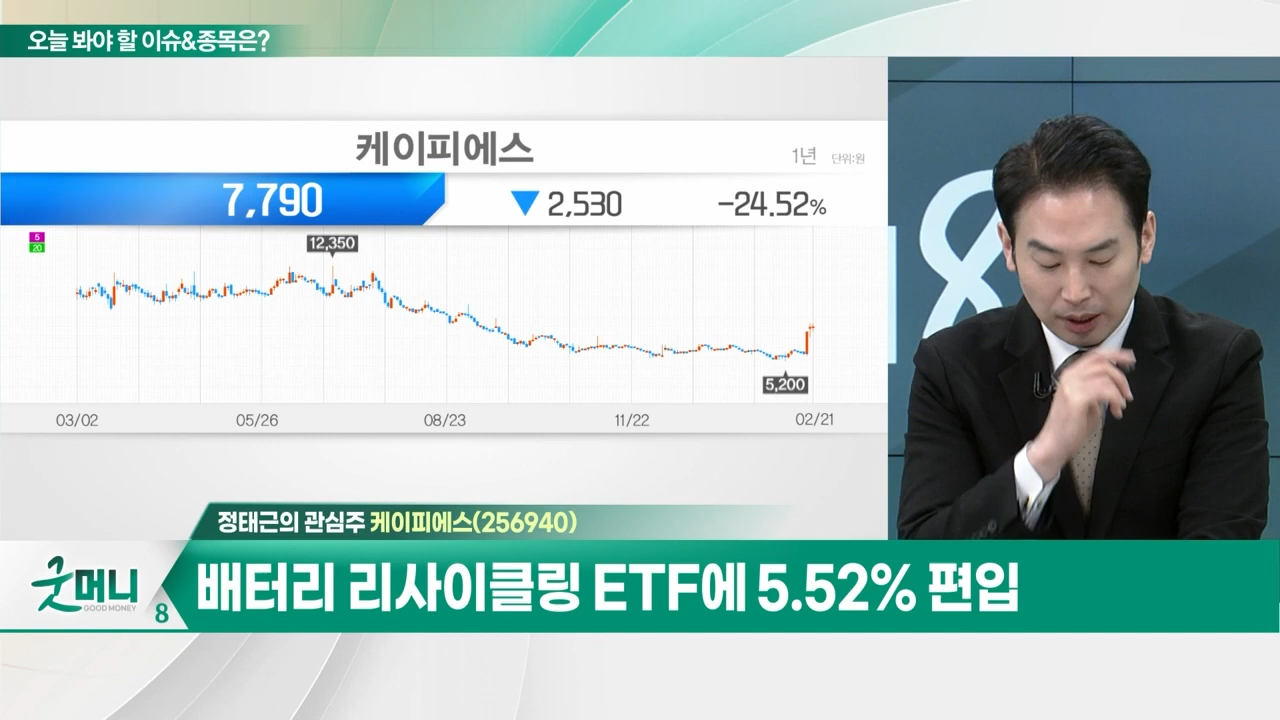 오늘 봐야 할 이슈&종목은?
케이피에스
1년 단위:원
7,790 ▼ 2,530 -24.52%
5
20
12,350
5,200
03/02 05/26 08/23 11/22 02/21
8
정태근의 관심주 케이피에스(256940)
굿머니
GOOD MONEY
8
배터리 리사이클링 ETF에 5.52% 편입